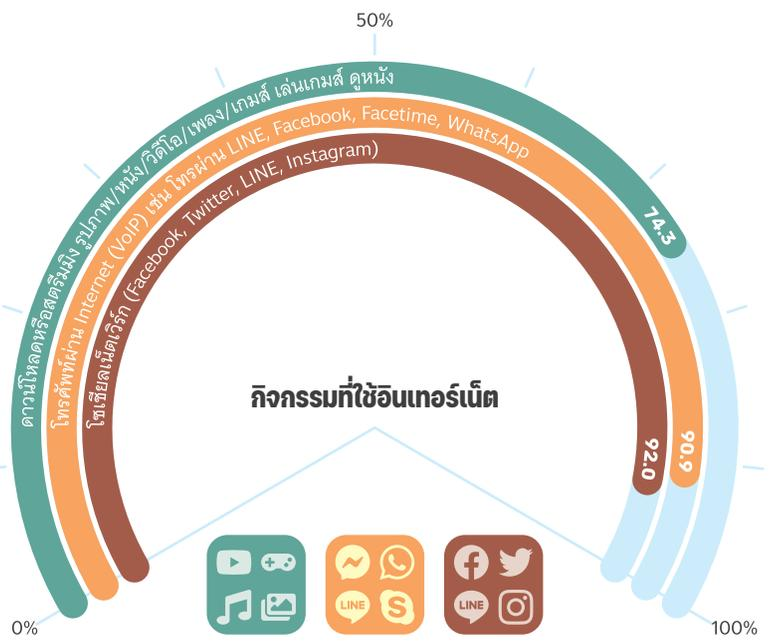 50%
ดาวน์โหลดหรือสตรีมมิง รูปภาพ/หนัง/วิดีโอ/เพลง/เกมส์ เล่นเกมส์ ดูหนัง
74.3
โทรศัพท์ผ่าน Internet (VoIP) เช่น โทรผ่าน LINE, Facebook, Facetime, WhatsApp
90.9
โซเชียลเน็ตเวิร์ก (Facebook, Twitter, LINE, Instagram)
92.0
กิจกรรมที่ใช้อินเทอร์เน็ต
LINE
LINE
0%
100%